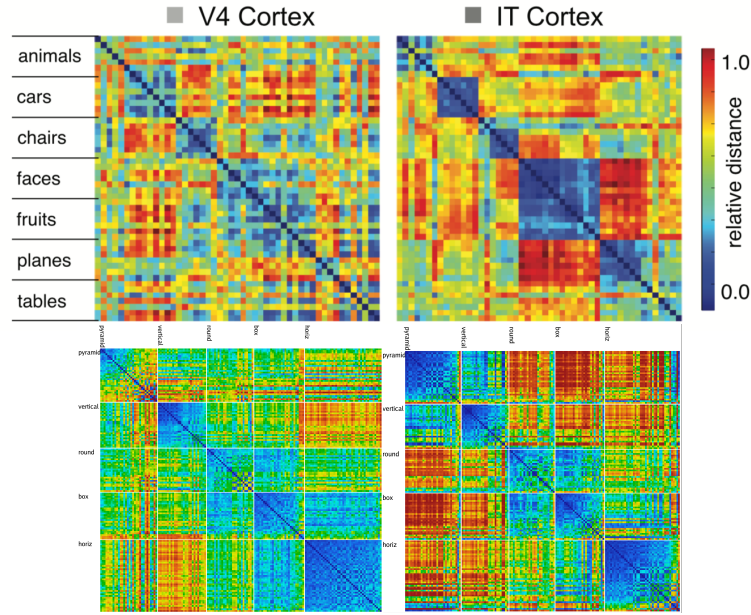 V4 Cortex
IT Cortex
animals
cars
chairs
faces
fruits
planes
tables
1.0
relative distance
0.0
pyramid
vertical
round
box
horiz
pyramid
vertical
round
box
horiz
pyramid
vertical
round
box
horiz
pyramid
vertical
round
box
horiz